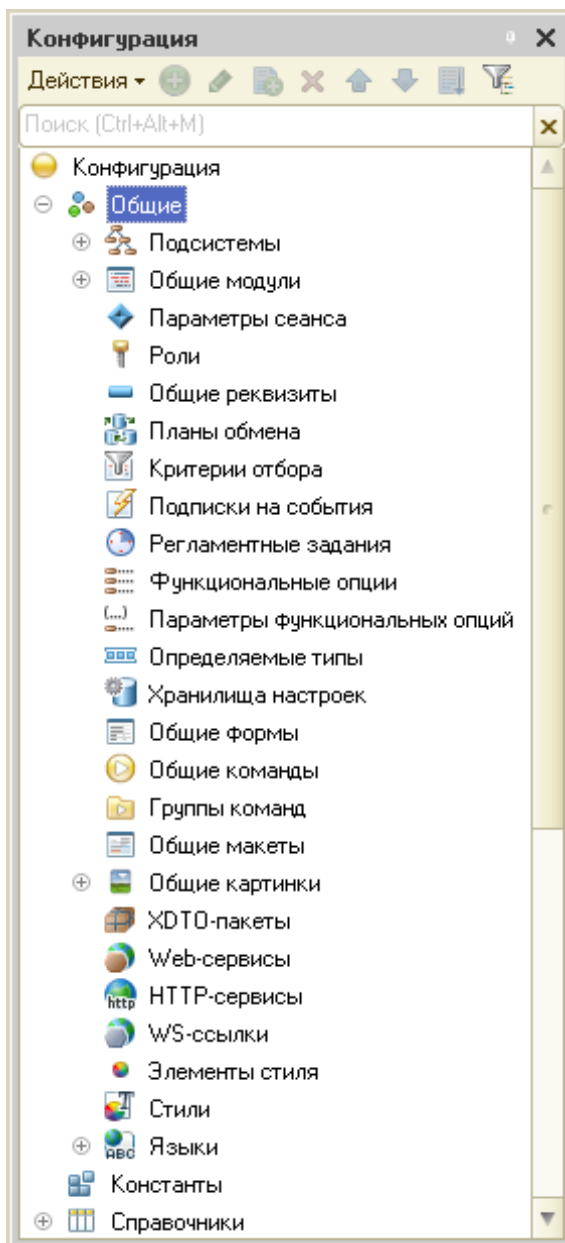 Конфигурация
Действия
Поиск (Ctrl+Alt+M)
Конфигурация
Общие
Подсистемы
Общие модули
Параметры сеанса
Роли
Общие реквизиты
Планы обмена
Критерии отбора
Подписки на события
Регламентные задания
Функциональные опции
(...) Параметры функциональных опций
Определяемые типы
Хранилища настроек
Общие формы
Общие команды
Группы команд
Общие макеты
Общие картинки
XDTO-пакеты
Web-сервисы
http HTTP-сервисы
WS-ссылки
Элементы стиля
Стили
ABC Языки
Константы
Справочники